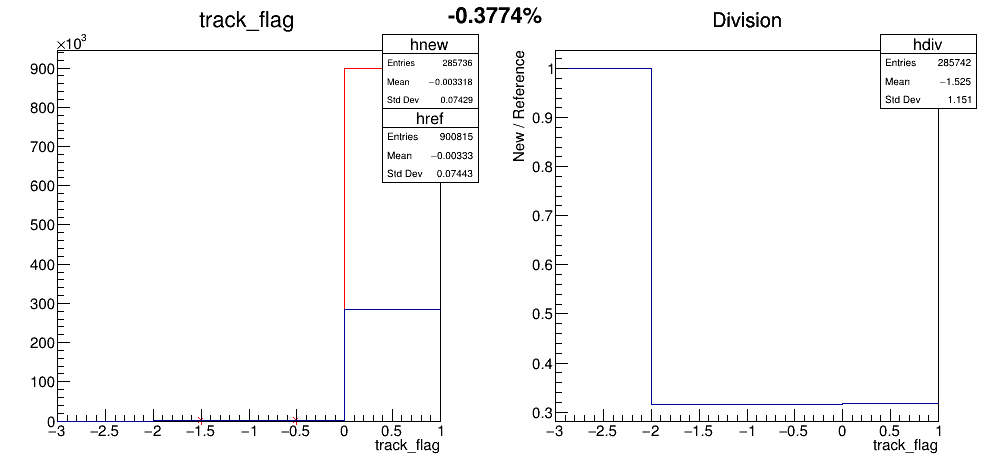 -0.3774%
track_flag
×10³
hnew
Entries 285736
Mean −0.003318
Std Dev 0.07429
href
Entries 900815
Mean −0.00333
Std Dev 0.07443
900
800
700
600
500
400
300
200
100
0
−3 −2.5 −2 −1.5 −1 −0.5 0 0.5 1
track_flag
Division
hdiv
Entries 285742
Mean −1.525
Std Dev 1.151
New / Reference
1
0.9
0.8
0.7
0.6
0.5
0.4
0.3
−3 −2.5 −2 −1.5 −1 −0.5 0 0.5 1
track_flag